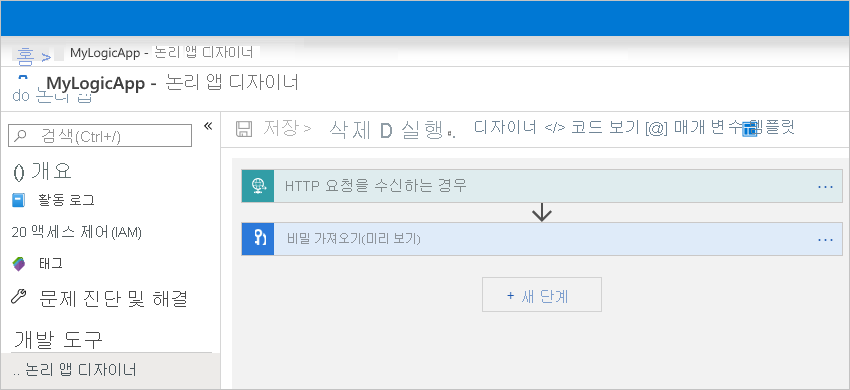 홈 >
MyLogicApp - 논리 앱 디자이너
MyLogicApp - 논리 앱 디자이너
do 논리 앱
검색(Ctrl+/)
«
저장 > 삭제 D 실행.. 디자이너 </> 코드 보기 [@] 매개 변수 템플릿
() 개요
활동 로그
20 액세스 제어(IAM)
태그
문제 진단 및 해결
개발 도구
.. 논리 앱 디자이너
HTTP 요청을 수신하는 경우 ...
비밀 가져오기(미리 보기) ...
+ 새 단계